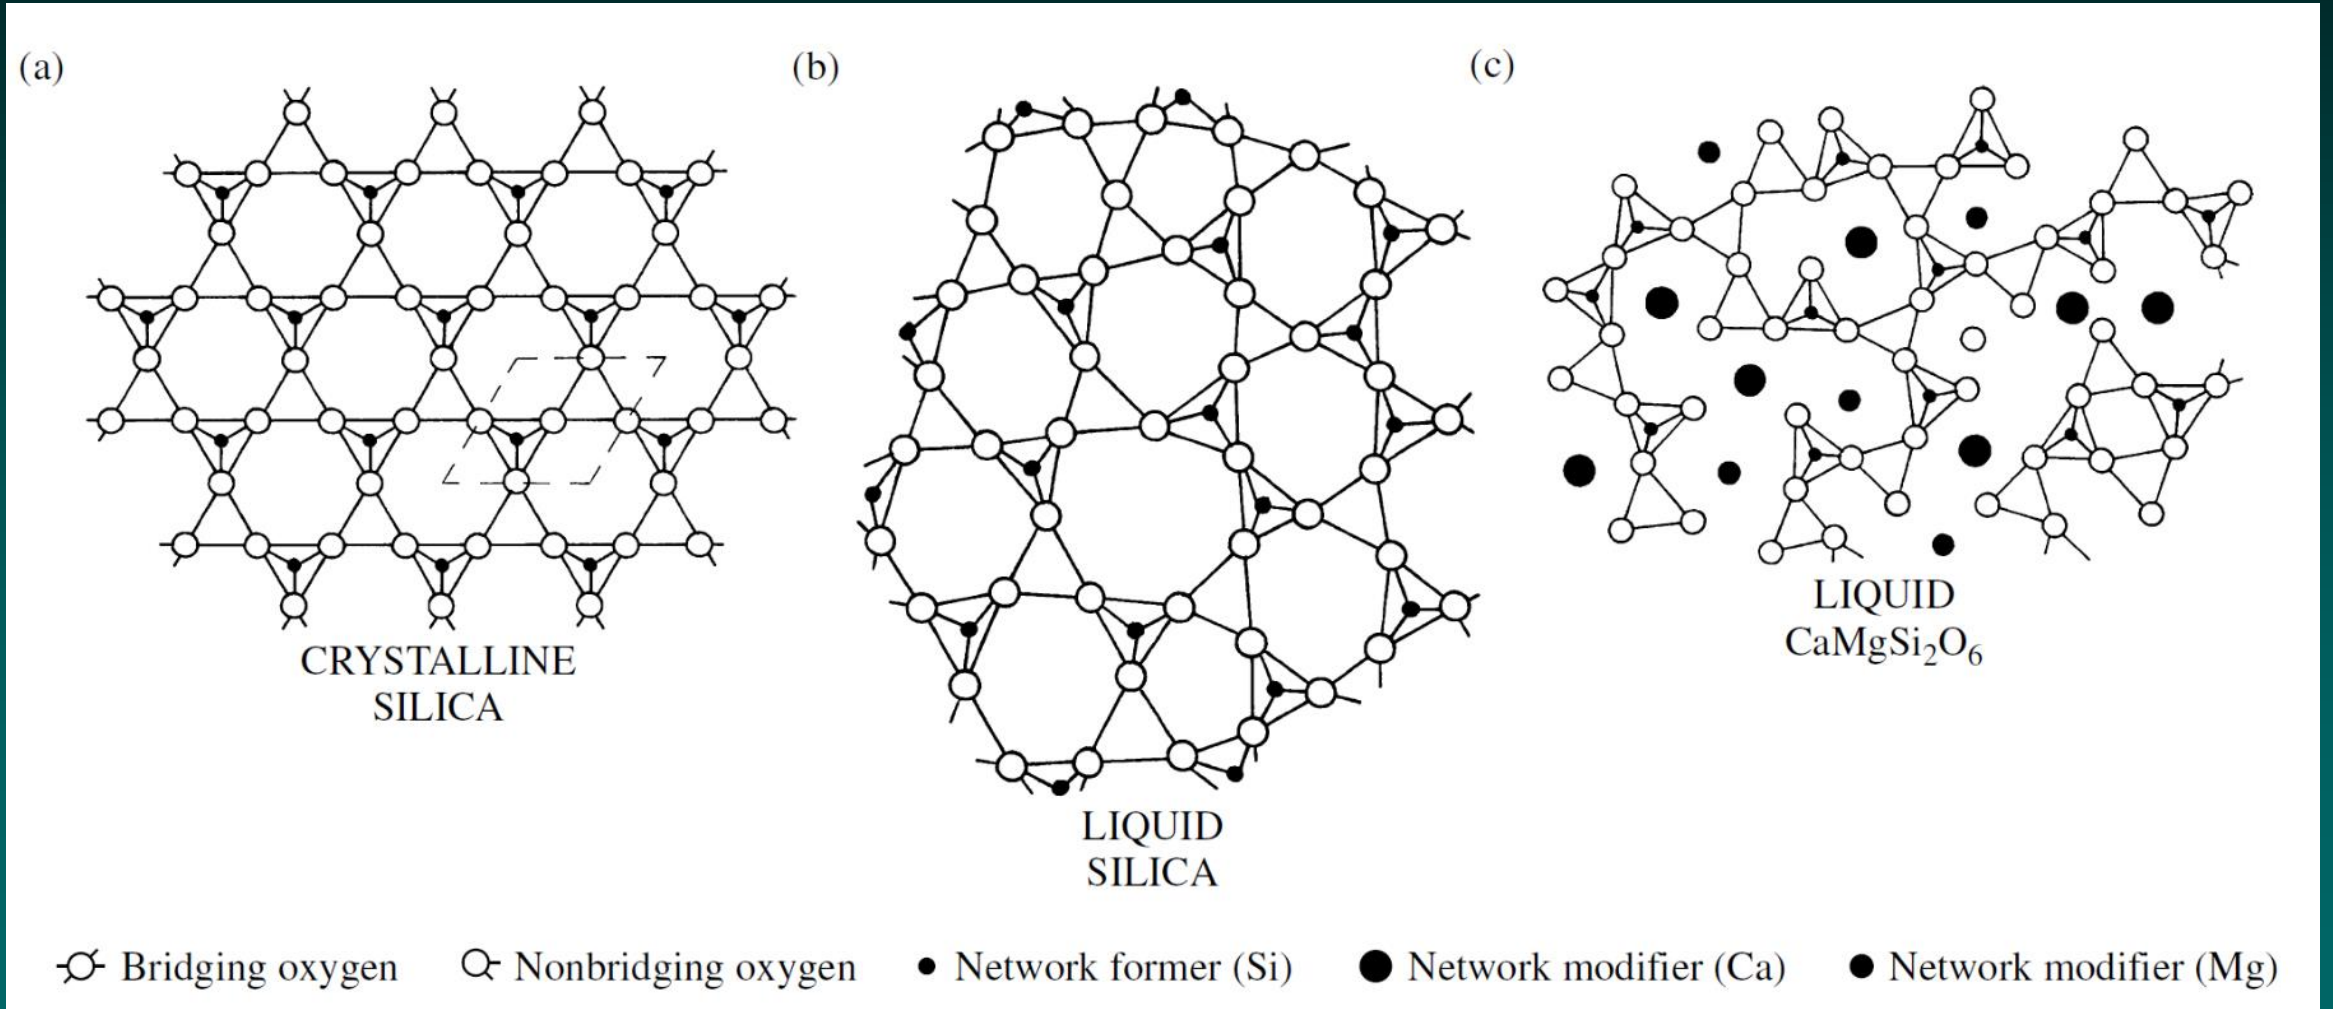 (a)
(b)
(c)
CRYSTALLINE
SILICA
LIQUID
SILICA
LIQUID
CaMgSi₂O₆
Bridging oxygen
Nonbridging oxygen
Network former (Si)
Network modifier (Ca)
Network modifier (Mg)